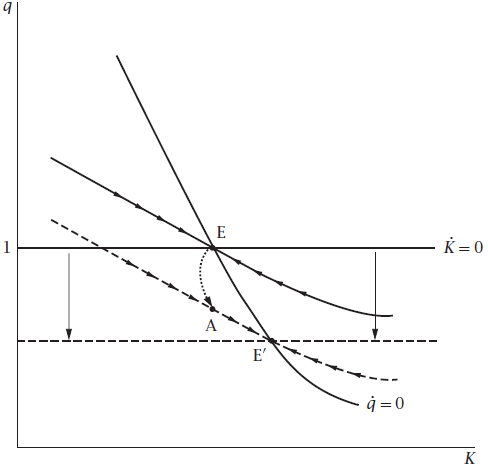 q
E
1
K̇ = 0
A
E′
q̇ = 0
K